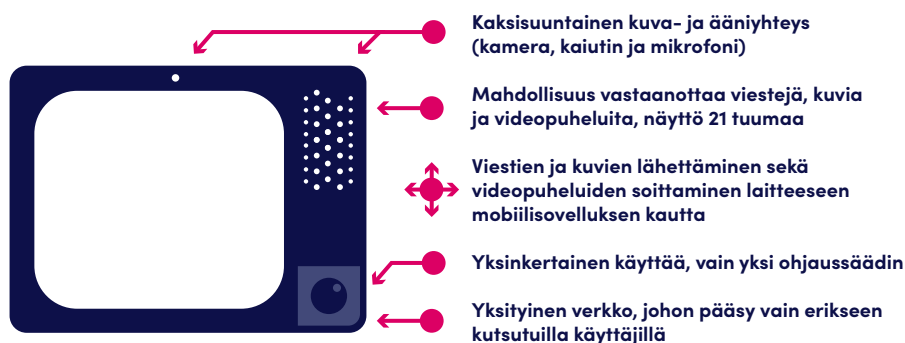 Kaksisuuntainen kuva- ja ääniyhteys
(kamera, kaiutin ja mikrofoni)
Mahdollisuus vastaanottaa viestejä, kuvia
ja videopuheluita, näyttö 21 tuumaa
Viestien ja kuvien lähettäminen sekä
videopuheluiden soittaminen laitteeseen
mobiilisovelluksen kautta
Yksinkertainen käyttää, vain yksi ohjaussäädin
Yksityinen verkko, johon pääsy vain erikseen
kutsutuilla käyttäjillä